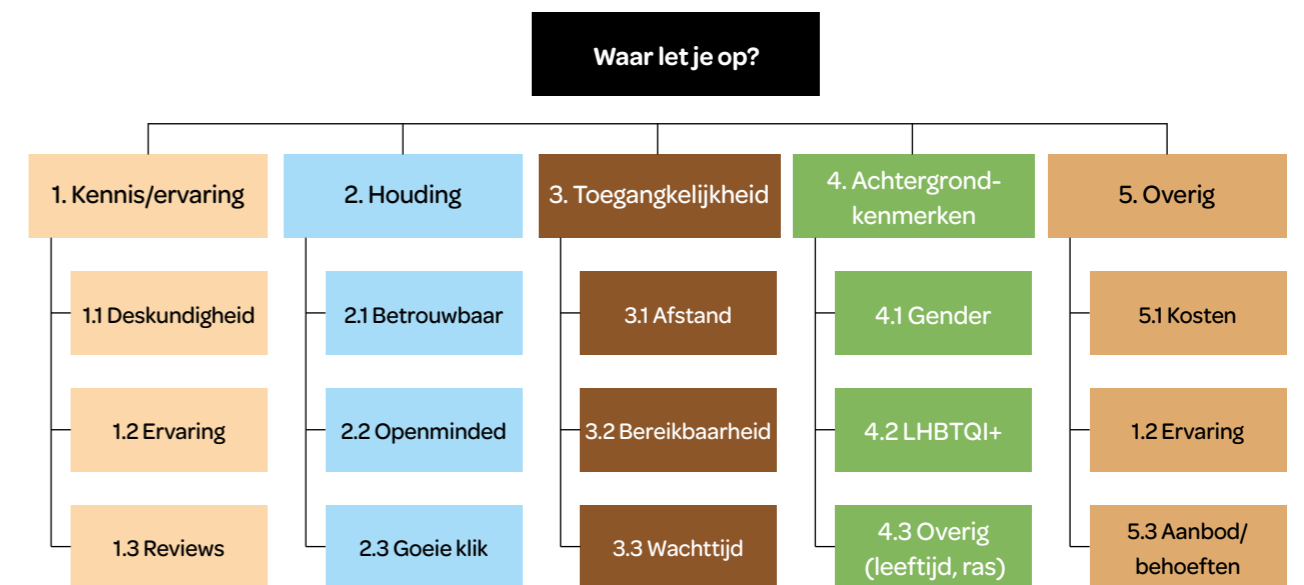 Waar let je op?
1. Kennis/ervaring
2. Houding
3. Toegangkelijkheid
4. Achtergrond-
kenmerken
5. Overig
1.1 Deskundigheid
2.1 Betrouwbaar
3.1 Afstand
4.1 Gender
5.1 Kosten
1.2 Ervaring
2.2 Openminded
3.2 Bereikbaarheid
4.2 LHBTQI+
1.2 Ervaring
1.3 Reviews
2.3 Goeie klik
3.3 Wachttijd
4.3 Overig
(leeftijd, ras)
5.3 Aanbod/
behoeften